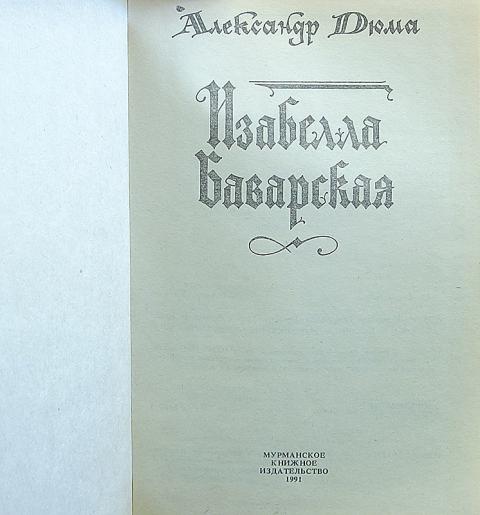 Александр Дюма
Изабелла
Баварская
МУРМАНСКОЕ
КНИЖНОЕ
ИЗДАТЕЛЬСТВО
1991